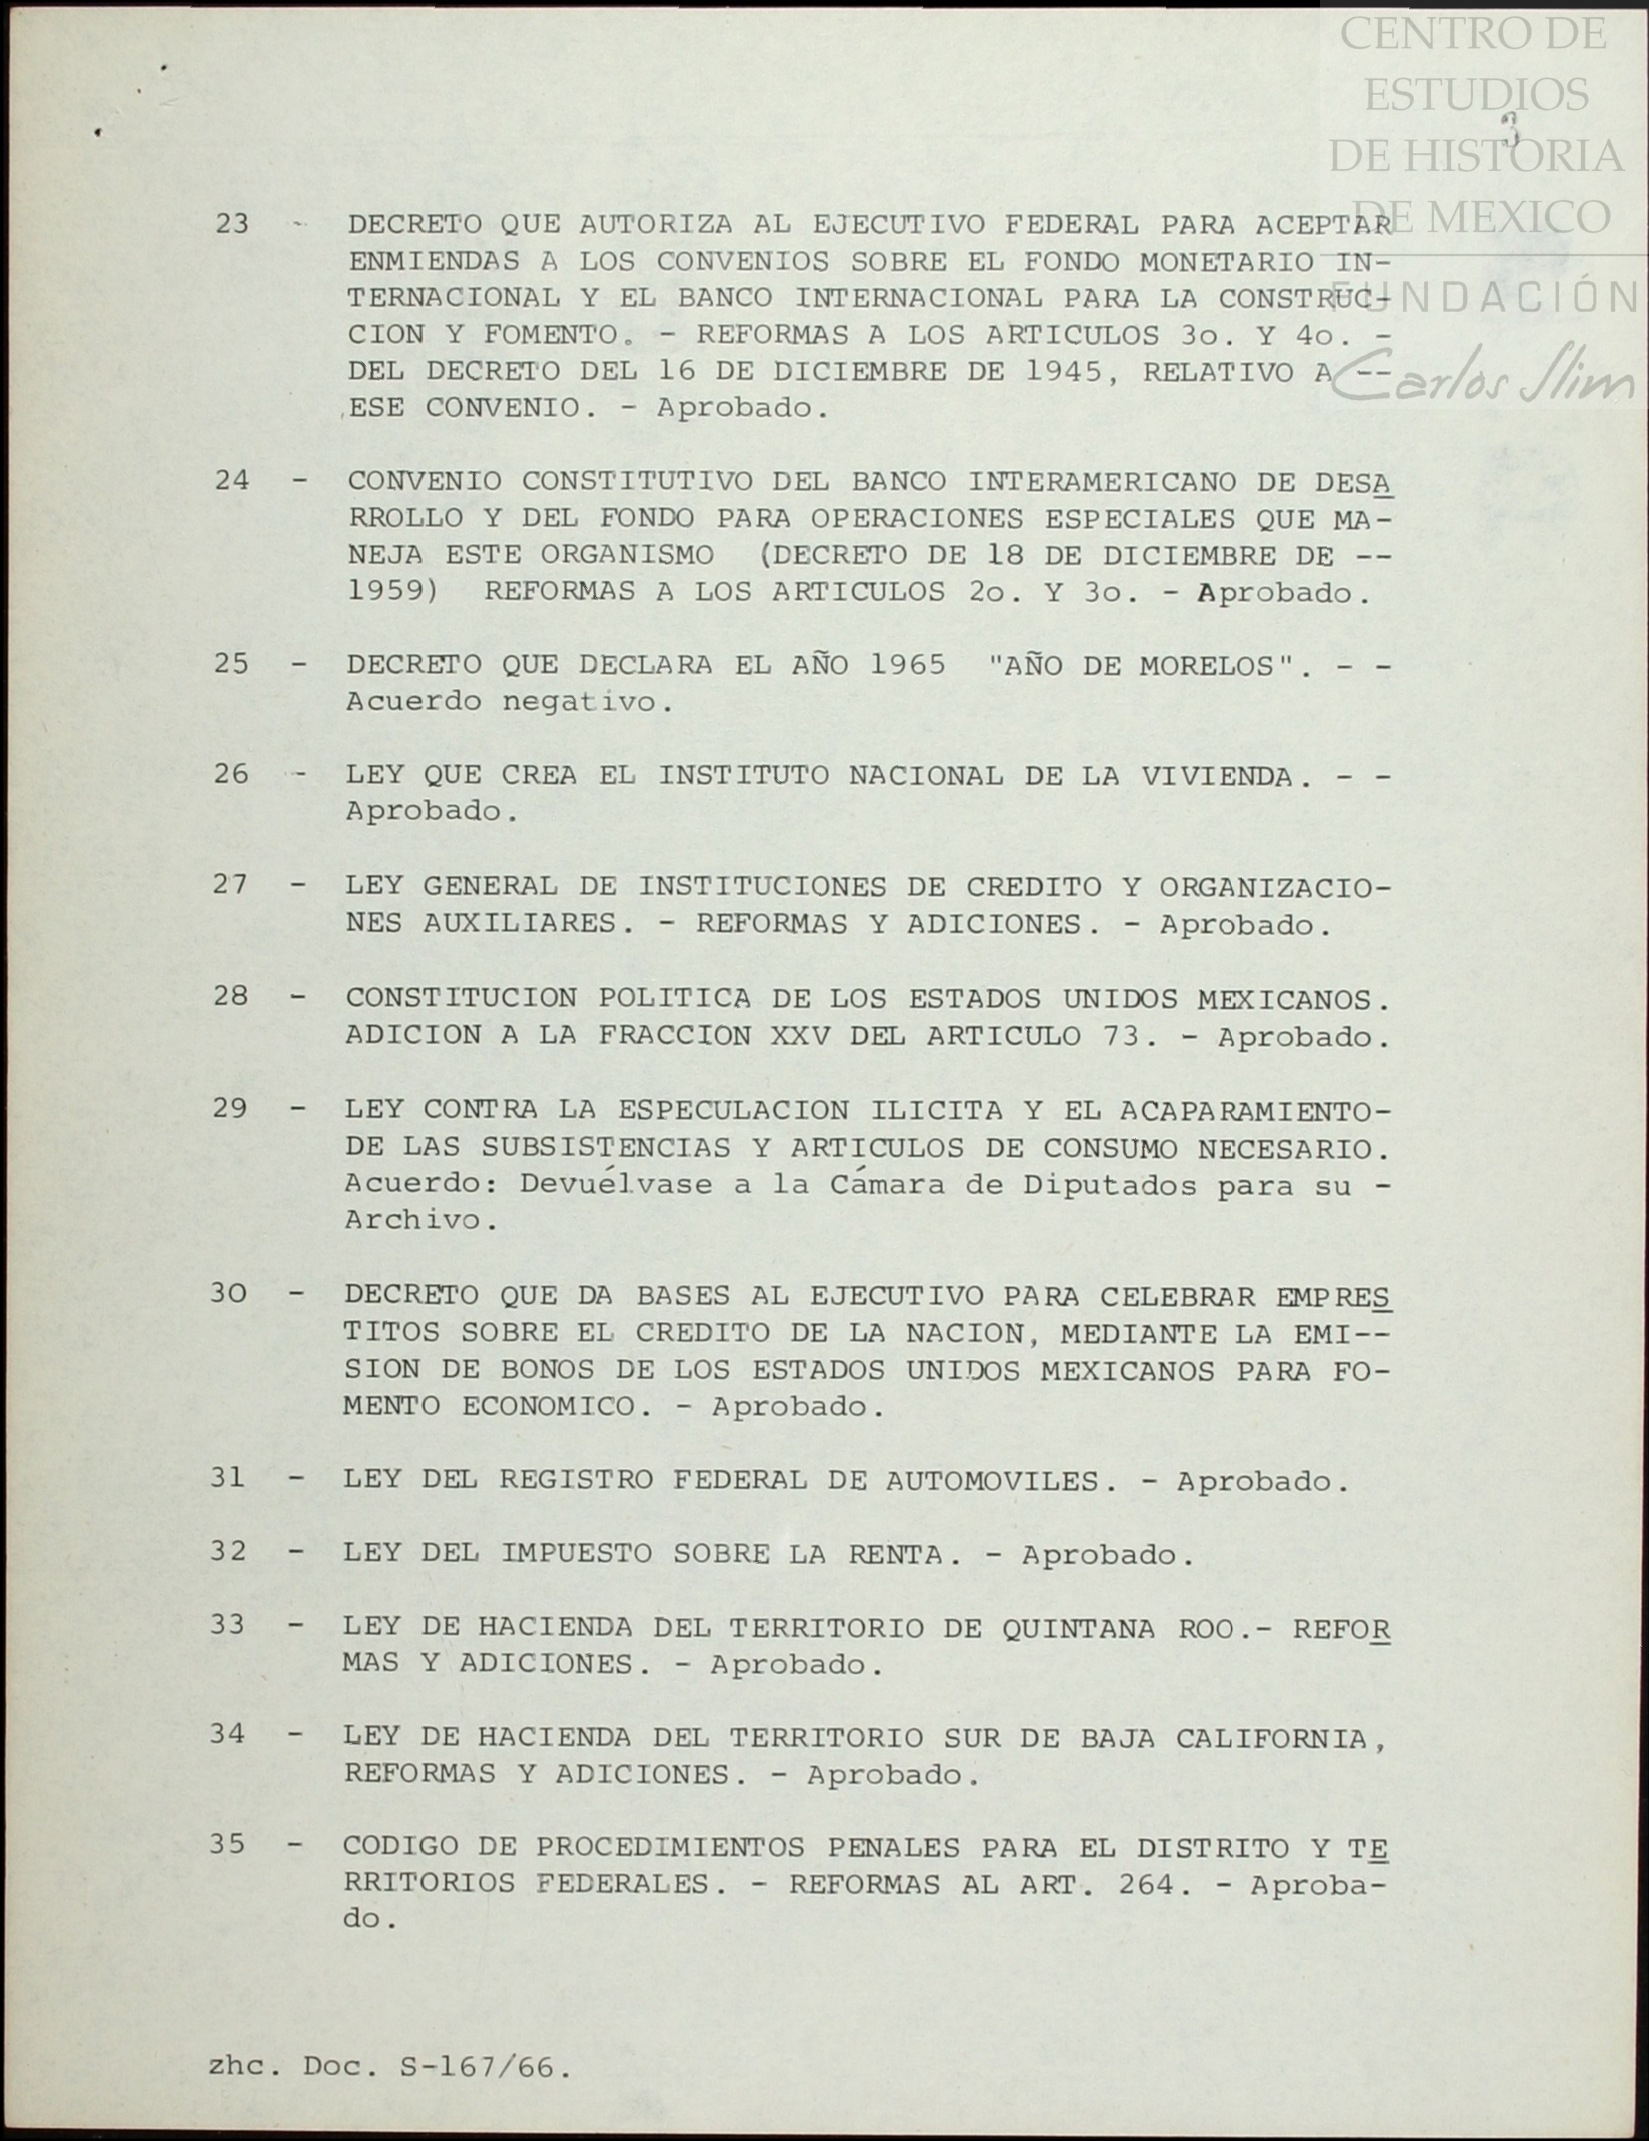 CENTRO DE
ESTUDIOS
DE HISTORIA
DE MEXICO
FUNDACIÓN
Carlos Slim
3
23 - DECRETO QUE AUTORIZA AL EJECUTIVO FEDERAL PARA ACEPTAR
ENMIENDAS A LOS CONVENIOS SOBRE EL FONDO MONETARIO IN-
TERNACIONAL Y EL BANCO INTERNACIONAL PARA LA CONSTRUC-
CION Y FOMENTO. - REFORMAS A LOS ARTICULOS 3o. Y 4o. -
DEL DECRETO DEL 16 DE DICIEMBRE DE 1945, RELATIVO A --
ESE CONVENIO. - Aprobado.
24 - CONVENIO CONSTITUTIVO DEL BANCO INTERAMERICANO DE DESA
RROLLO Y DEL FONDO PARA OPERACIONES ESPECIALES QUE MA-
NEJA ESTE ORGANISMO (DECRETO DE 18 DE DICIEMBRE DE --
1959) REFORMAS A LOS ARTICULOS 2o. Y 3o. - Aprobado.
25 - DECRETO QUE DECLARA EL AÑO 1965 "AÑO DE MORELOS". - -
Acuerdo negativo.
26 - LEY QUE CREA EL INSTITUTO NACIONAL DE LA VIVIENDA. - -
Aprobado.
27 - LEY GENERAL DE INSTITUCIONES DE CREDITO Y ORGANIZACIO-
NES AUXILIARES. - REFORMAS Y ADICIONES. - Aprobado.
28 - CONSTITUCION POLITICA DE LOS ESTADOS UNIDOS MEXICANOS.
ADICION A LA FRACCION XXV DEL ARTICULO 73. - Aprobado.
29 - LEY CONTRA LA ESPECULACION ILICITA Y EL ACAPARAMIENTO-
DE LAS SUBSISTENCIAS Y ARTICULOS DE CONSUMO NECESARIO.
Acuerdo: Devuélvase a la Cámara de Diputados para su -
Archivo.
30 - DECRETO QUE DA BASES AL EJECUTIVO PARA CELEBRAR EMPRES
TITOS SOBRE EL CREDITO DE LA NACION, MEDIANTE LA EMI--
SION DE BONOS DE LOS ESTADOS UNIDOS MEXICANOS PARA FO-
MENTO ECONOMICO. - Aprobado.
31 - LEY DEL REGISTRO FEDERAL DE AUTOMOVILES. - Aprobado.
32 - LEY DEL IMPUESTO SOBRE LA RENTA. - Aprobado.
33 - LEY DE HACIENDA DEL TERRITORIO DE QUINTANA ROO.- REFOR
MAS Y ADICIONES. - Aprobado.
34 - LEY DE HACIENDA DEL TERRITORIO SUR DE BAJA CALIFORNIA,
REFORMAS Y ADICIONES. - Aprobado.
35 - CODIGO DE PROCEDIMIENTOS PENALES PARA EL DISTRITO Y TE
RRITORIOS FEDERALES. - REFORMAS AL ART. 264. - Aproba-
do.
zhc. Doc. S-167/66.